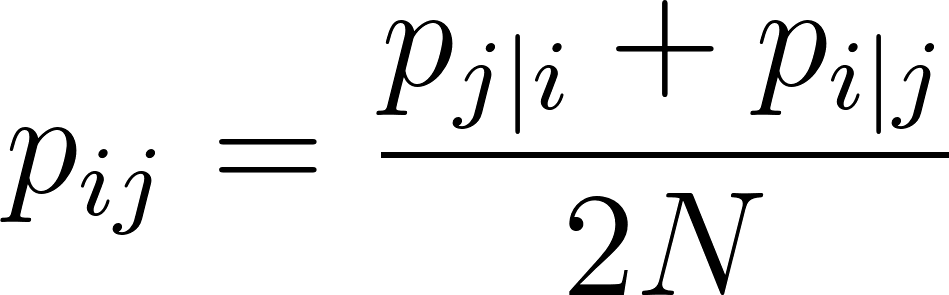 p_{ij} = \frac{p_{j|i} + p_{i|j}}{2N}